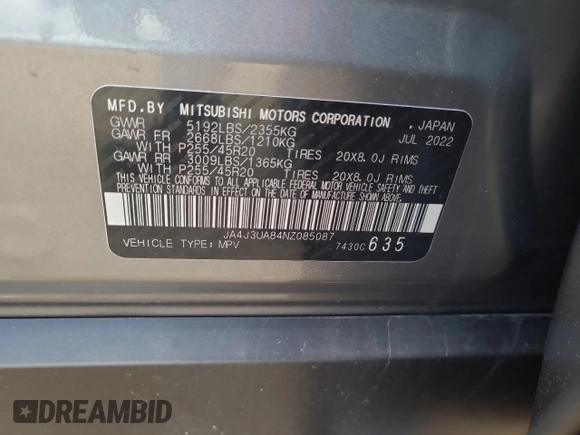 MFD.BY MITSUBISHI MOTORS CORPORATION , JAPAN
GVWR 5192LBS/2355KG JUL 2022
GAWR FR 2668LBS/1210KG
WITH P255/45R20 TIRES 20X8.0J RIMS
GAWR RR 3009LBS/1365KG
WITH P255/45R20 TIRES 20X8.0J RIMS
THIS VEHICLE CONFORMS TO ALL APPLICABLE FEDERAL MOTOR VEHICLE SAFETY AND THEFT
PREVENTION STANDARDS IN EFFECT ON THE DATE OF MANUFACTURE SHOWN ABOVE.
JA4J3UA84NZ085087
VEHICLE TYPE: MPV 7430C 635
DREAMBID